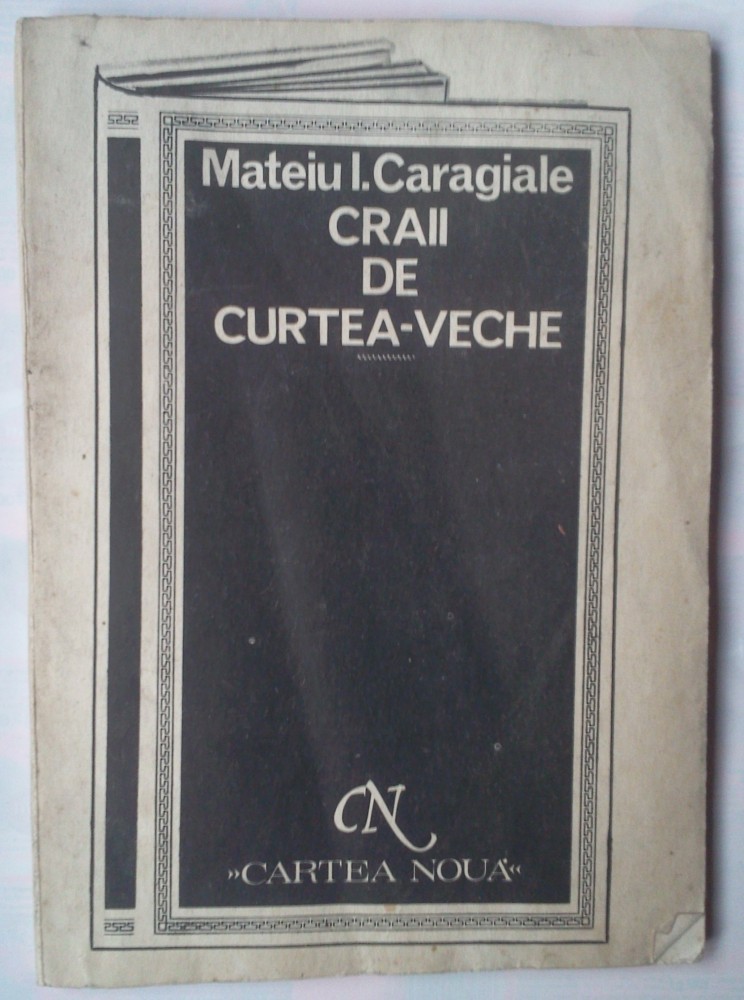 Mateiu I.Caragiale
CRAII
DE
CURTEA-VECHE
CN
»CARTEA NOUĂ«